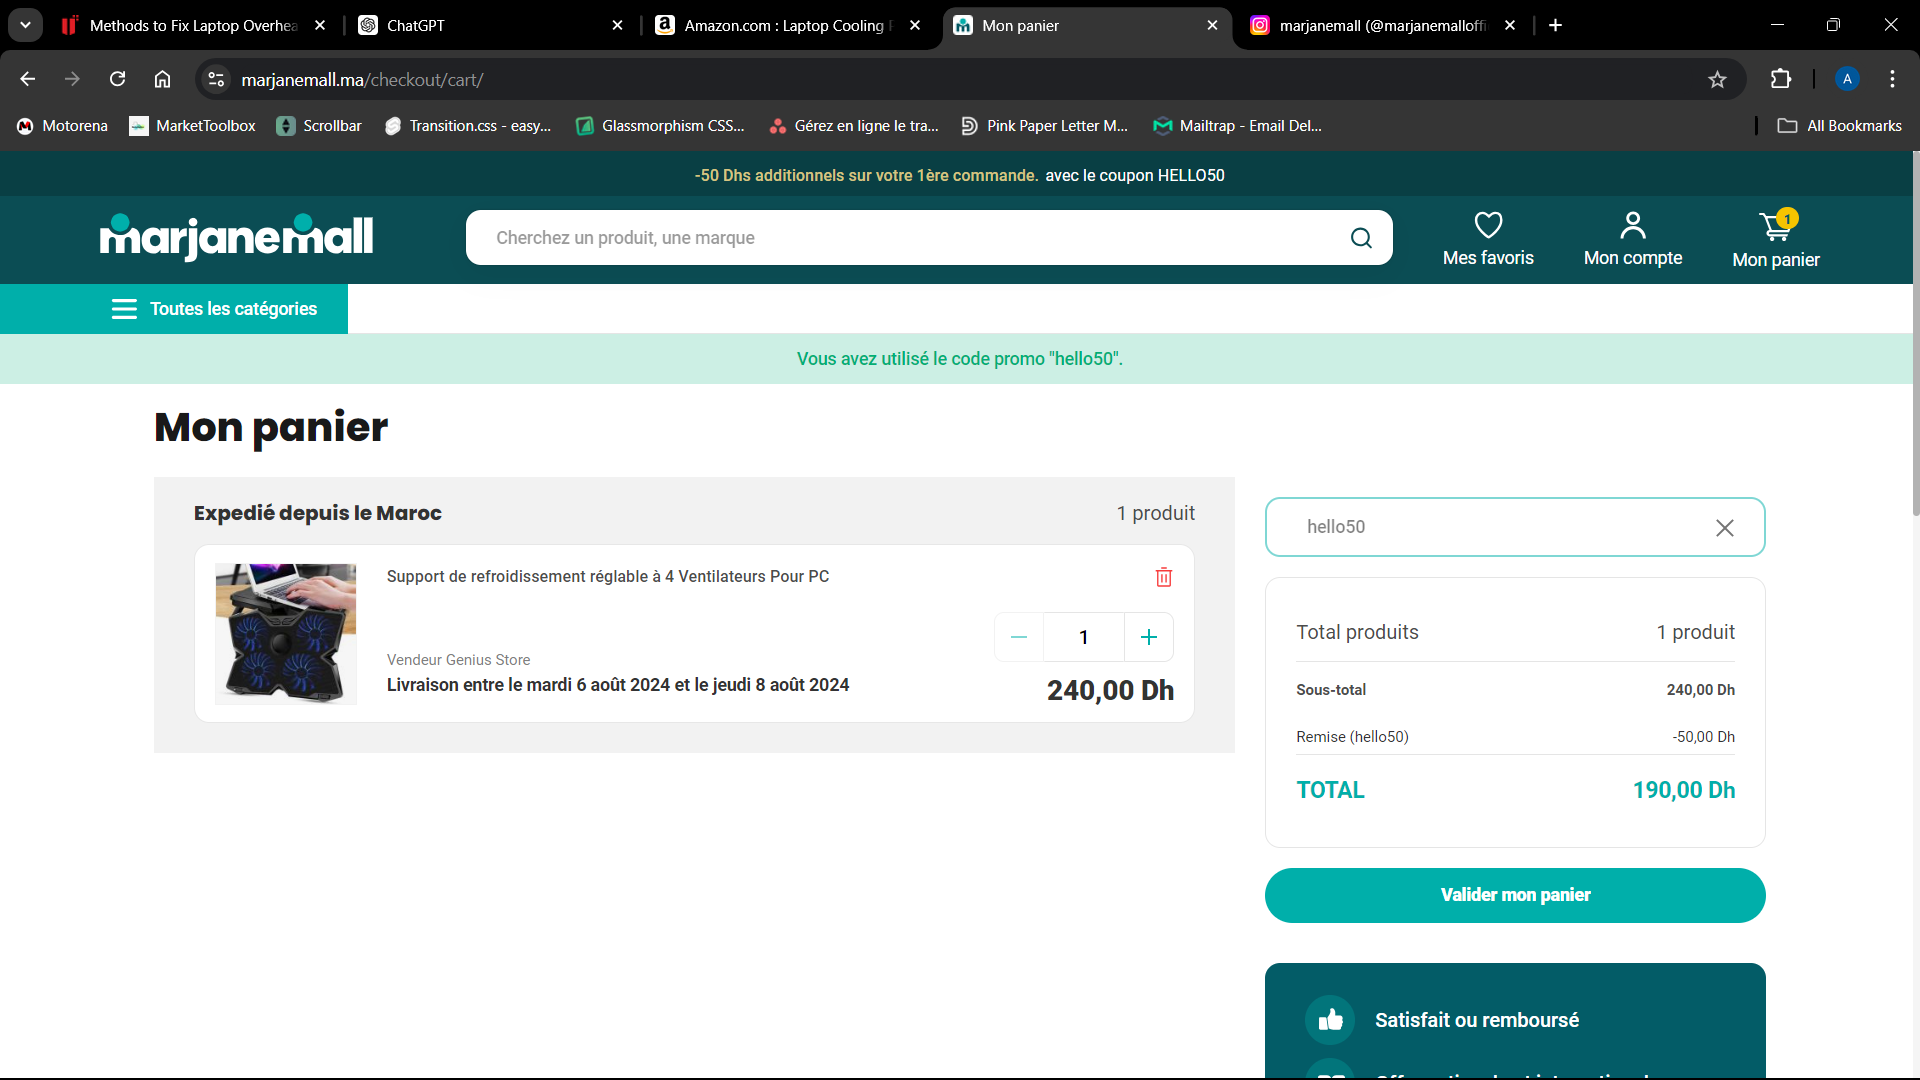 Methods to Fix Laptop Overhea
ChatGPT
Amazon.com : Laptop Cooling
Mon panier
marjanemall (@marjanemalloffi
marjanemall.ma/checkout/cart/
A
Motorena
MarketToolbox
Scrollbar
Transition.css - easy...
Glassmorphism CSS...
Gérez en ligne le tra...
Pink Paper Letter M...
Mailtrap - Email Del...
All Bookmarks
-50 Dhs additionnels sur votre 1ère commande. avec le coupon HELLO50
marjanemall
Cherchez un produit, une marque
Mes favoris
Mon compte
1
Mon panier
Toutes les catégories
Vous avez utilisé le code promo "hello50".
Mon panier
Expedié depuis le Maroc
1 produit
Support de refroidissement réglable à 4 Ventilateurs Pour PC
1
Vendeur Genius Store
Livraison entre le mardi 6 août 2024 et le jeudi 8 août 2024
240,00 Dh
hello50
Total produits
1 produit
Sous-total
240,00 Dh
Remise (hello50)
-50,00 Dh
TOTAL
190,00 Dh
Valider mon panier
Satisfait ou remboursé